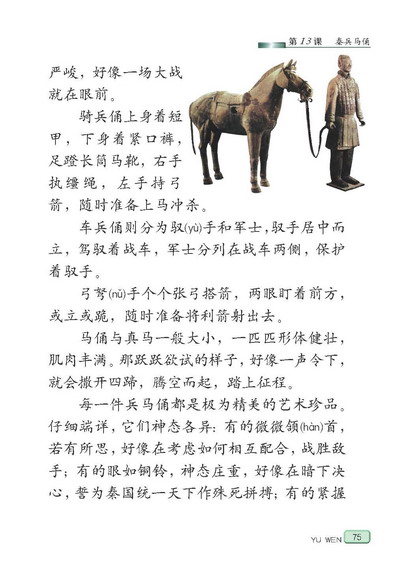 第13课 秦兵马俑
严峻，好像一场大战
就在眼前。
骑兵俑上身着短
甲，下身着紧口裤，
足蹬长筒马靴，右手
执缰绳，左手持弓
箭，随时准备上马冲杀。
车兵俑则分为驭(yù)手和军士，驭手居中而
立，驾驭着战车，军士分列在战车两侧，保护
着驭手。
弓弩(nǔ)手个个张弓搭箭，两眼盯着前方，
或立或跪，随时准备将利箭射出去。
马俑与真马一般大小，一匹匹形体健壮，
肌肉丰满。那跃跃欲试的样子，好像一声令下，
就会撒开四蹄，腾空而起，踏上征程。
每一件兵马俑都是极为精美的艺术珍品。
仔细端详，它们神态各异：有的微微颔(hàn)首，
若有所思，好像在考虑如何相互配合，战胜敌
手；有的眼如铜铃，神态庄重，好像在暗下决
心，誓为秦国统一天下作殊死拼搏；有的紧握
YU WEN 75